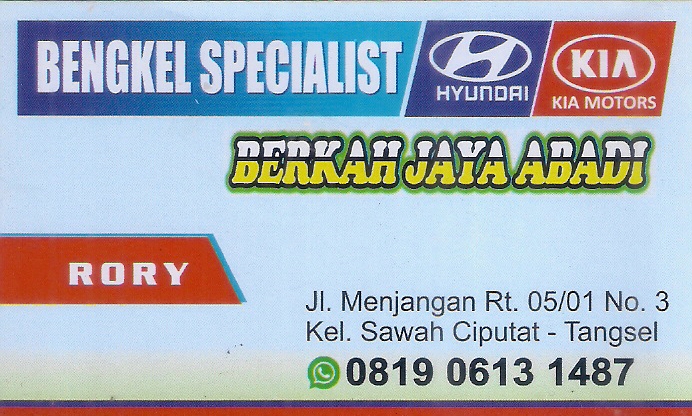 BENGKEL SPECIALIST
HYUNDAI
KIA
KIA MOTORS
BERKAH JAYA ABADI
RORY
Jl. Menjangan Rt. 05/01 No. 3
Kel. Sawah Ciputat - Tangsel
0819 0613 1487